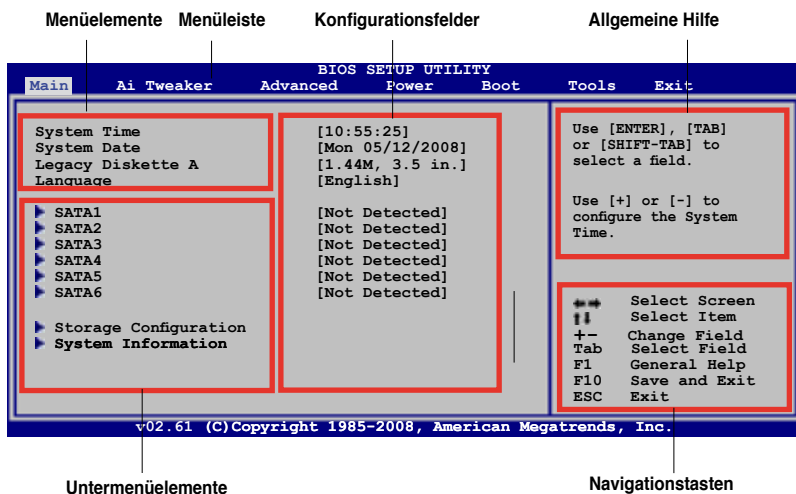 Menüelemente Menüleiste Konfigurationsfelder Allgemeine Hilfe
BIOS SETUP UTILITY
Main Ai Tweaker Advanced Power Boot Tools Exit
System Time [10:55:25]
System Date [Mon 05/12/2008]
Legacy Diskette A [1.44M, 3.5 in.]
Language [English]
SATA1 [Not Detected]
SATA2 [Not Detected]
SATA3 [Not Detected]
SATA4 [Not Detected]
SATA5 [Not Detected]
SATA6 [Not Detected]
Storage Configuration
System Information
Use [ENTER], [TAB]
or [SHIFT-TAB] to
select a field.
Use [+] or [-] to
configure the System
Time.
←→ Select Screen
↑↓ Select Item
+- Change Field
Tab Select Field
F1 General Help
F10 Save and Exit
ESC Exit
v02.61 (C)Copyright 1985-2008, American Megatrends, Inc.
Untermenüelemente Navigationstasten